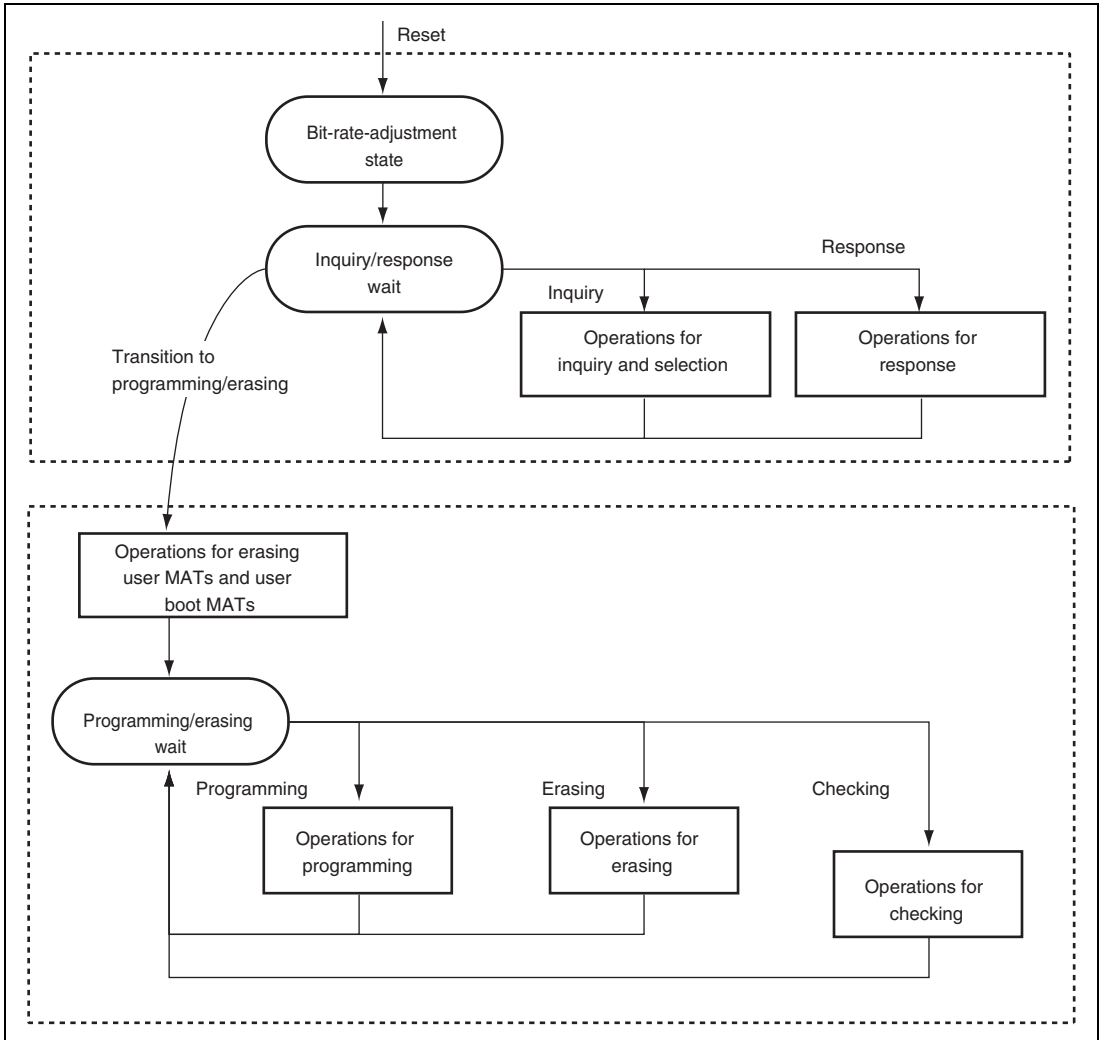 Reset
Bit-rate-adjustment
state
Inquiry/response
wait
Response
Inquiry
Operations for
inquiry and selection
Operations for
response
Transition to
programming/erasing
Operations for erasing
user MATs and user
boot MATs
Programming/erasing
wait
Programming
Erasing
Checking
Operations for
programming
Operations for
erasing
Operations for
checking